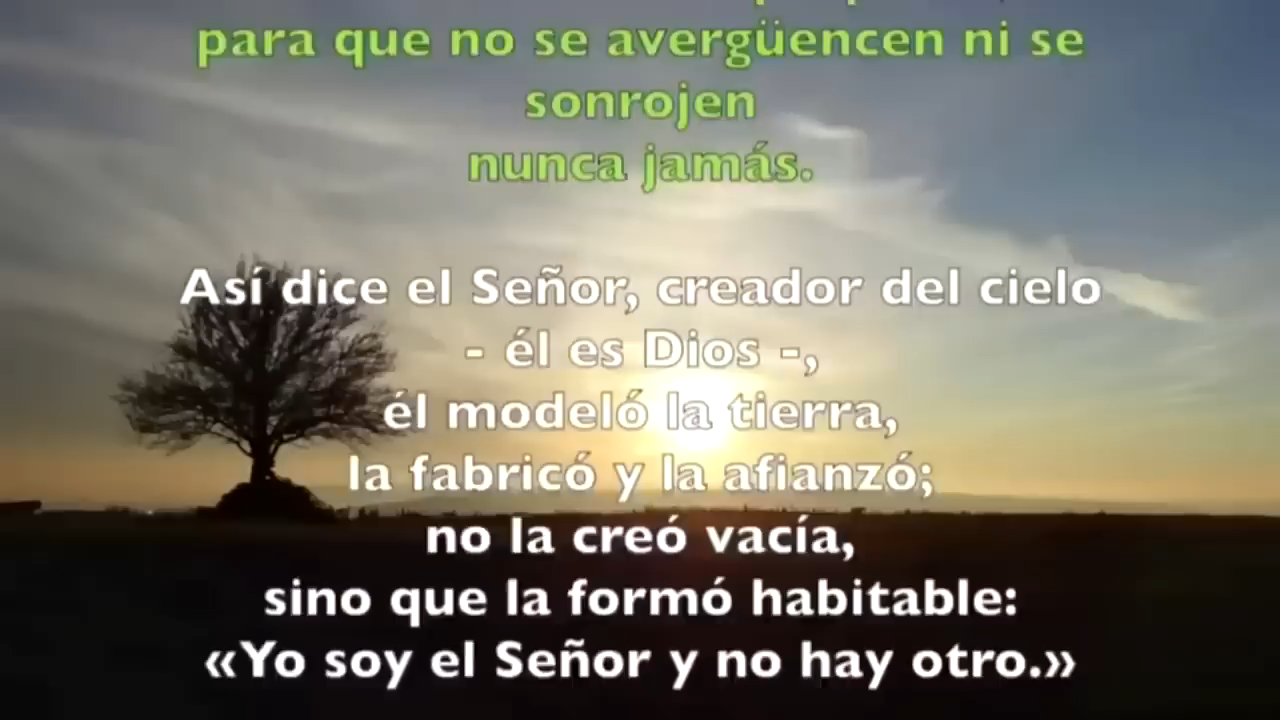 para que no se avergüencen ni se
sonrojen
nunca jamás.
Así dice el Señor, creador del cielo
- él es Dios -,
él modeló la tierra,
la fabricó y la afianzó;
no la creó vacía,
sino que la formó habitable:
«Yo soy el Señor y no hay otro.»